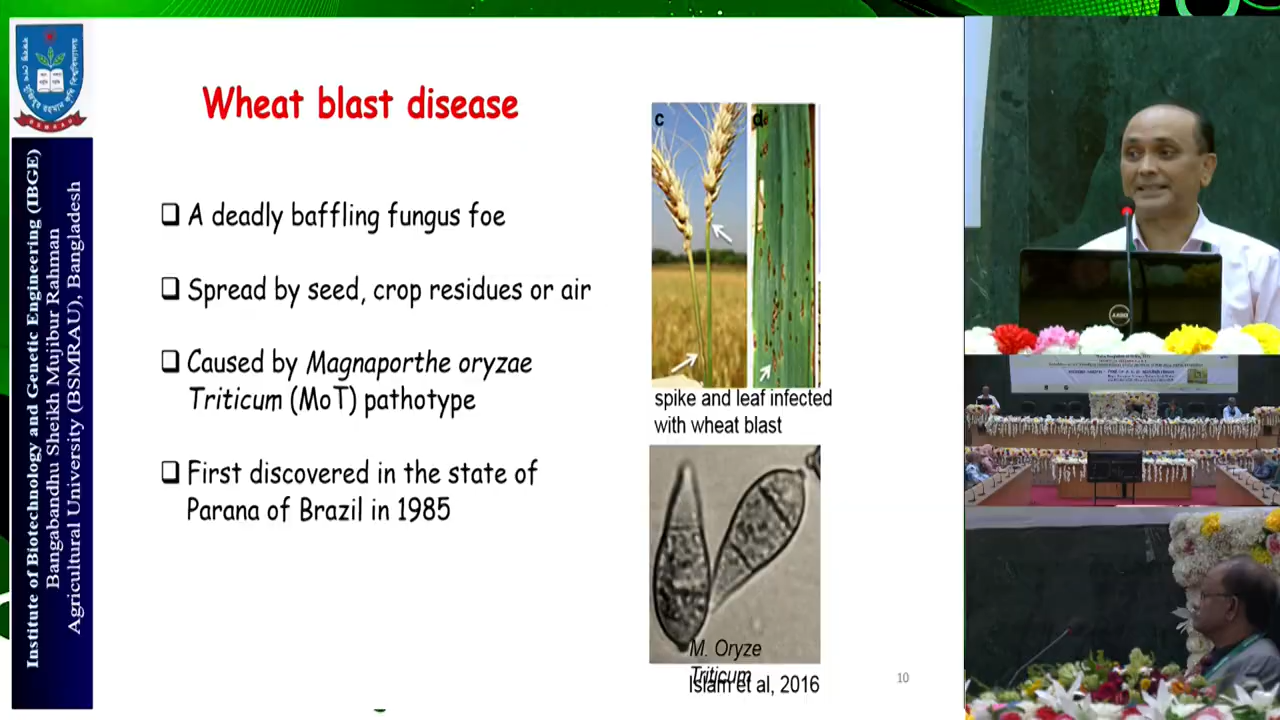 Wheat blast disease
❑ A deadly baffling fungus foe
❑ Spread by seed, crop residues or air
❑ Caused by Magnaporthe oryzae
Triticum (MoT) pathotype
❑ First discovered in the state of
Parana of Brazil in 1985
c
d
spike and leaf infected
with wheat blast
M. Oryze
Triticum
Islam et al, 2016
10
Institute of Biotechnology and Genetic Engineering (IBGE)
Bangabandhu Sheikh Mujibur Rahman
Agricultural University (BSMRAU), Bangladesh
BSMRAU